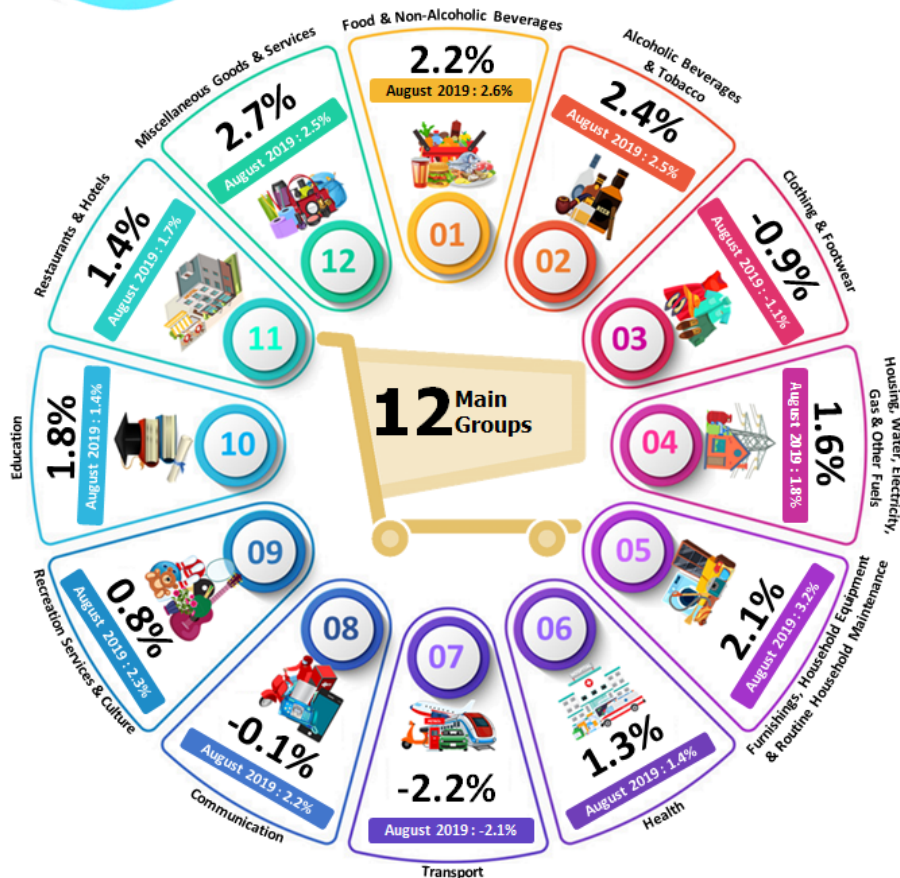 12 Main
Groups
Food & Non-Alcoholic Beverages
2.2%
August 2019 : 2.6%
01
Alcoholic Beverages
& Tobacco
2.4%
August 2019 : 2.5%
02
Clothing & Footwear
-0.9%
August 2019 : -1.1%
03
Housing, Water, Electricity,
Gas & Other Fuels
1.6%
August 2019 : 1.8%
04
Furnishings, Household Equipment
& Routine Household Maintenance
2.1%
August 2019 : 3.2%
05
Health
1.3%
August 2019 : 1.4%
06
Transport
-2.2%
August 2019 : -2.1%
07
Communication
-0.1%
August 2019 : 2.2%
08
Recreation Services & Culture
0.8%
August 2019 : 2.3%
09
Education
1.8%
August 2019 : 1.4%
10
Restaurants & Hotels
1.4%
August 2019 : 1.7%
11
Miscellaneous Goods & Services
2.7%
August 2019 : 2.5%
12